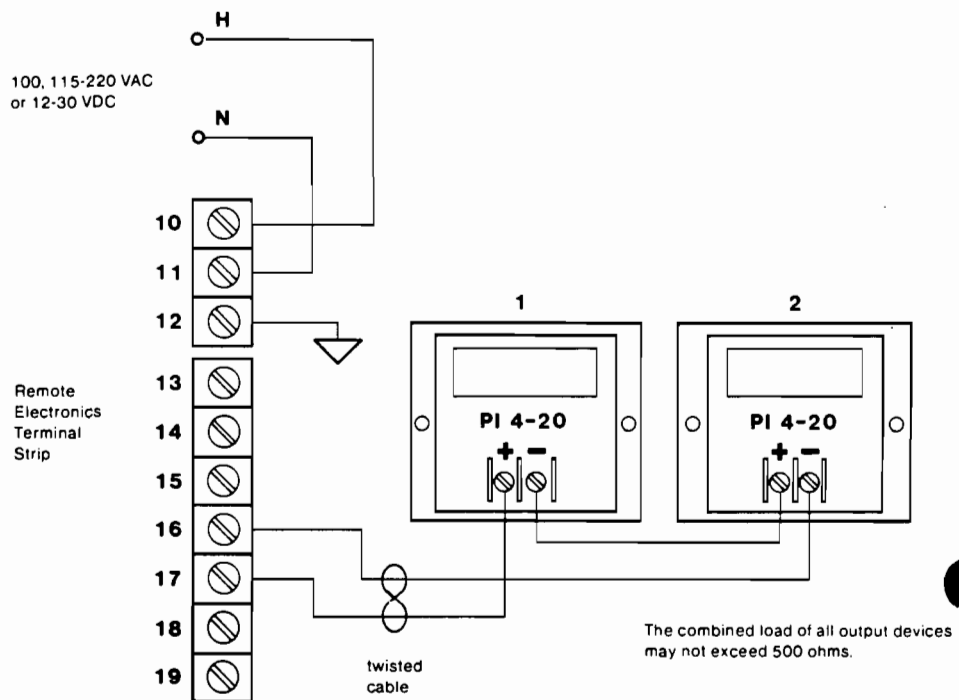 H
100, 115-220 VAC
or 12-30 VDC
N
10
11
12
13
14
15
16
17
18
19
Remote
Electronics
Terminal
Strip
1
2
PI 4-20
+ −
PI 4-20
+ −
twisted
cable
The combined load of all output devices
may not exceed 500 ohms.